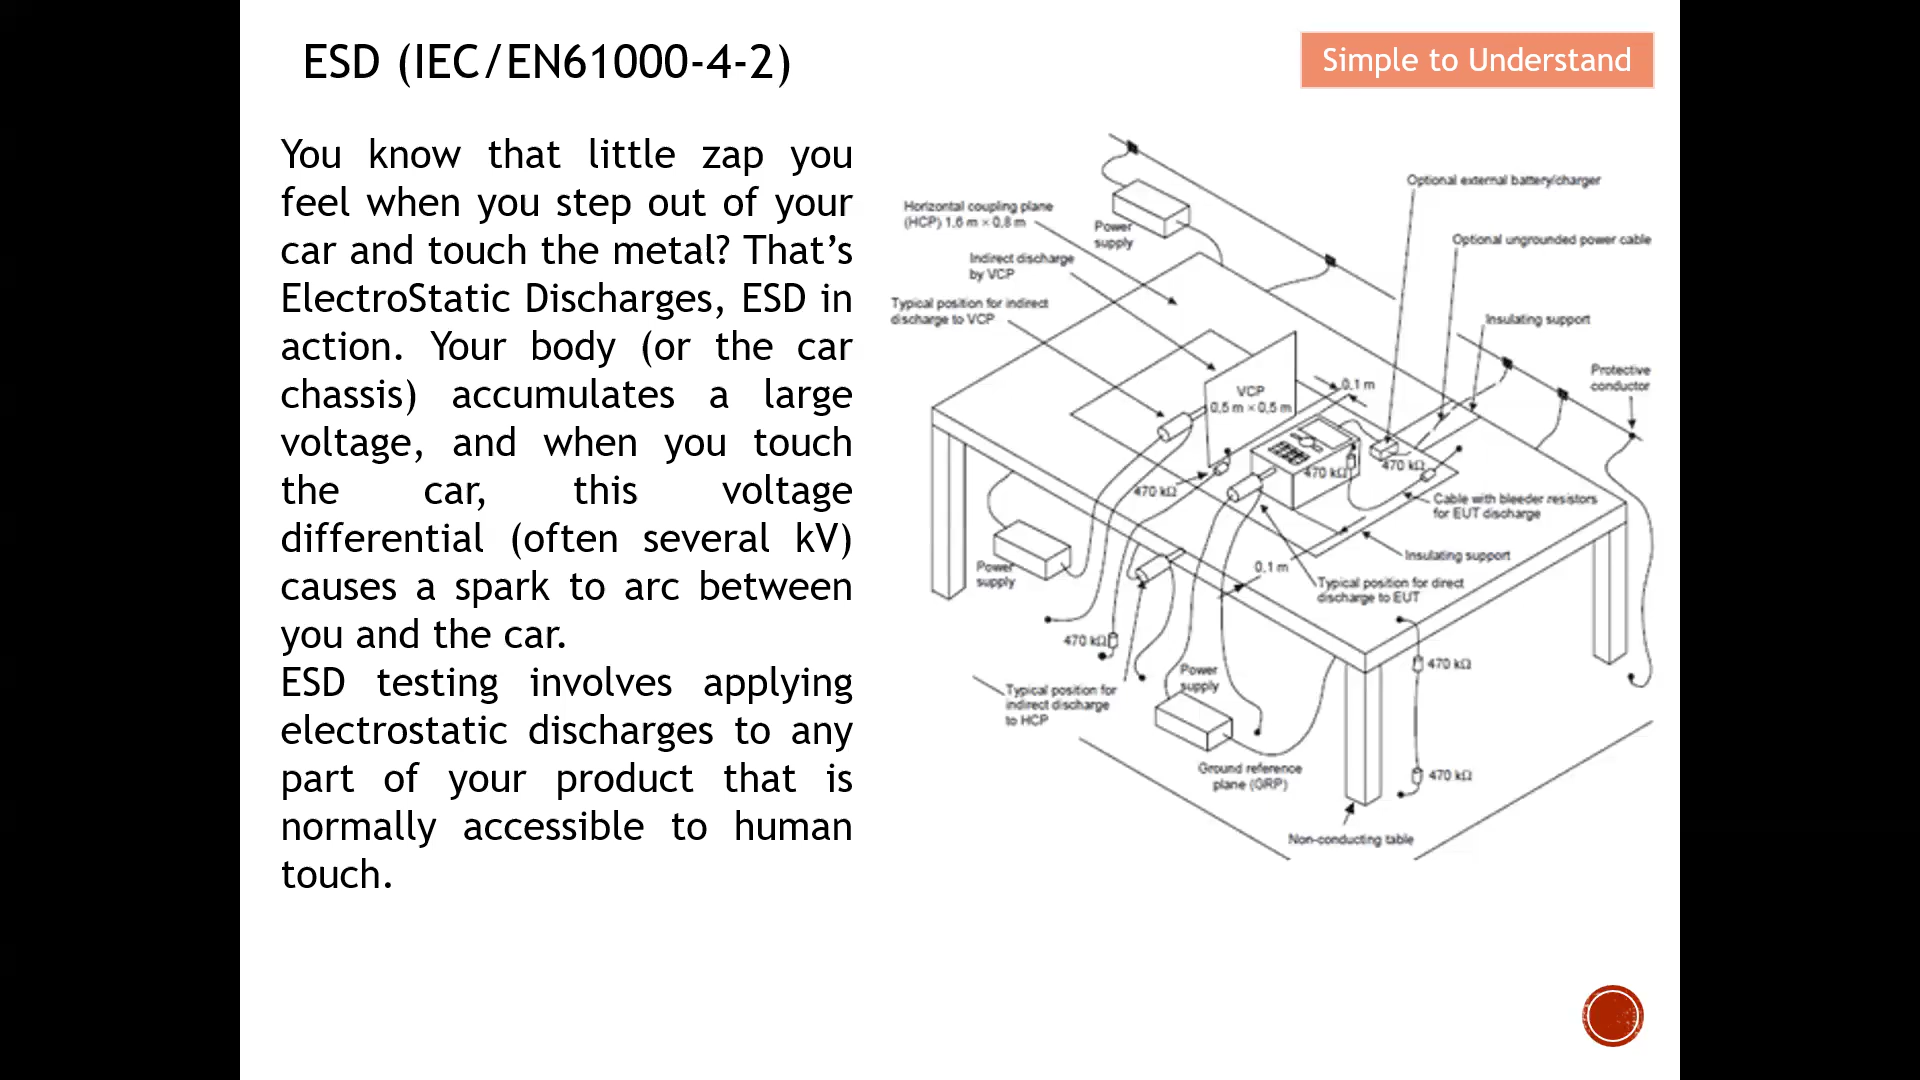 ESD (IEC/EN61000-4-2)
Simple to Understand
You know that little zap you
feel when you step out of your
car and touch the metal? That’s
ElectroStatic Discharges, ESD in
action. Your body (or the car
chassis) accumulates a large
voltage, and when you touch
the car, this voltage
differential (often several kV)
causes a spark to arc between
you and the car.
ESD testing involves applying
electrostatic discharges to any
part of your product that is
normally accessible to human
touch.
Optional external battery/charger
Horizontal coupling plane
(HCP) 1,6 m × 0,8 m
Power
supply
Optional ungrounded power cable
Indirect discharge
by VCP
Typical position for indirect
discharge to VCP
Insulating support
Protective
conductor
0,1 m
VCP
0,5 m × 0,5 m
470 kΩ
470 kΩ
470 kΩ
Cable with bleeder resistors
for EUT discharge
Insulating support
Power
supply
0,1 m
Typical position for direct
discharge to EUT
470 kΩ
470 kΩ
Power
supply
Typical position for
indirect discharge
to HCP
Ground reference
plane (GRP)
470 kΩ
Non-conducting table